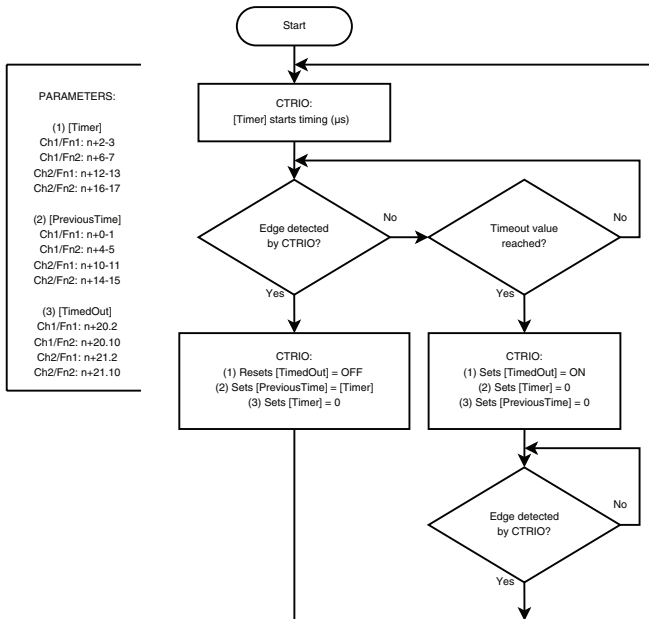 Start
PARAMETERS:
(1) [Timer]
Ch1/Fn1: n+2-3
Ch1/Fn2: n+6-7
Ch2/Fn1: n+12-13
Ch2/Fn2: n+16-17
(2) [PreviousTime]
Ch1/Fn1: n+0-1
Ch1/Fn2: n+4-5
Ch2/Fn1: n+10-11
Ch2/Fn2: n+14-15
(3) [TimedOut]
Ch1/Fn1: n+20.2
Ch1/Fn2: n+20.10
Ch2/Fn1: n+21.2
Ch2/Fn2: n+21.10
CTRIO:
[Timer] starts timing (µs)
Edge detected
by CTRIO?
No
Yes
Timeout value
reached?
No
Yes
CTRIO:
(1) Resets [TimedOut] = OFF
(2) Sets [PreviousTime] = [Timer]
(3) Sets [Timer] = 0
CTRIO:
(1) Sets [TimedOut] = ON
(2) Sets [Timer] = 0
(3) Sets [PreviousTime] = 0
Edge detected
by CTRIO?
No
Yes